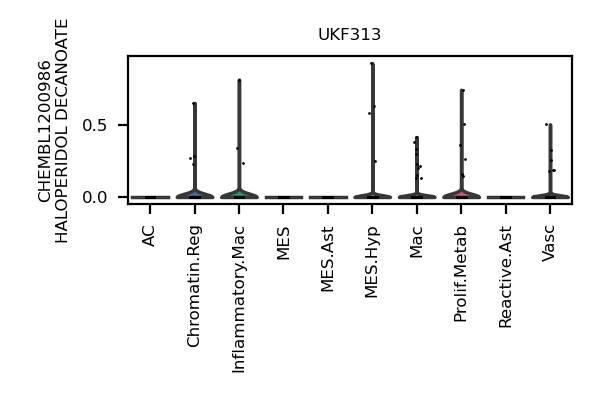 UKF313
CHEMBL1200986
HALOPERIDOL DECANOATE
0.5
0.0
AC
Chromatin.Reg
Inflammatory.Mac
MES
MES.Ast
MES.Hyp
Mac
Prolif.Metab
Reactive.Ast
Vasc